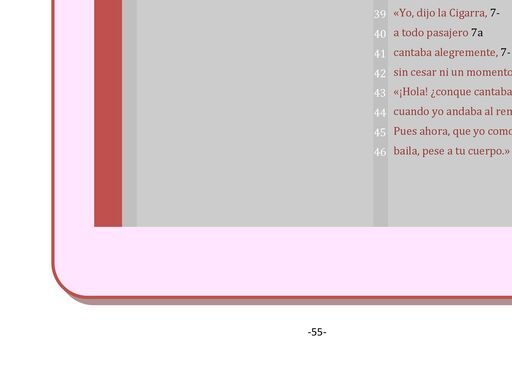 39 «Yo, dijo la Cigarra, 7-
40 a todo pasajero 7a
41 cantaba alegremente, 7-
42 sin cesar ni un momento
43 «¡Hola! ¿conque cantaba
44 cuando yo andaba al rem
45 Pues ahora, que yo como
46 baila, pese a tu cuerpo.»
-55-